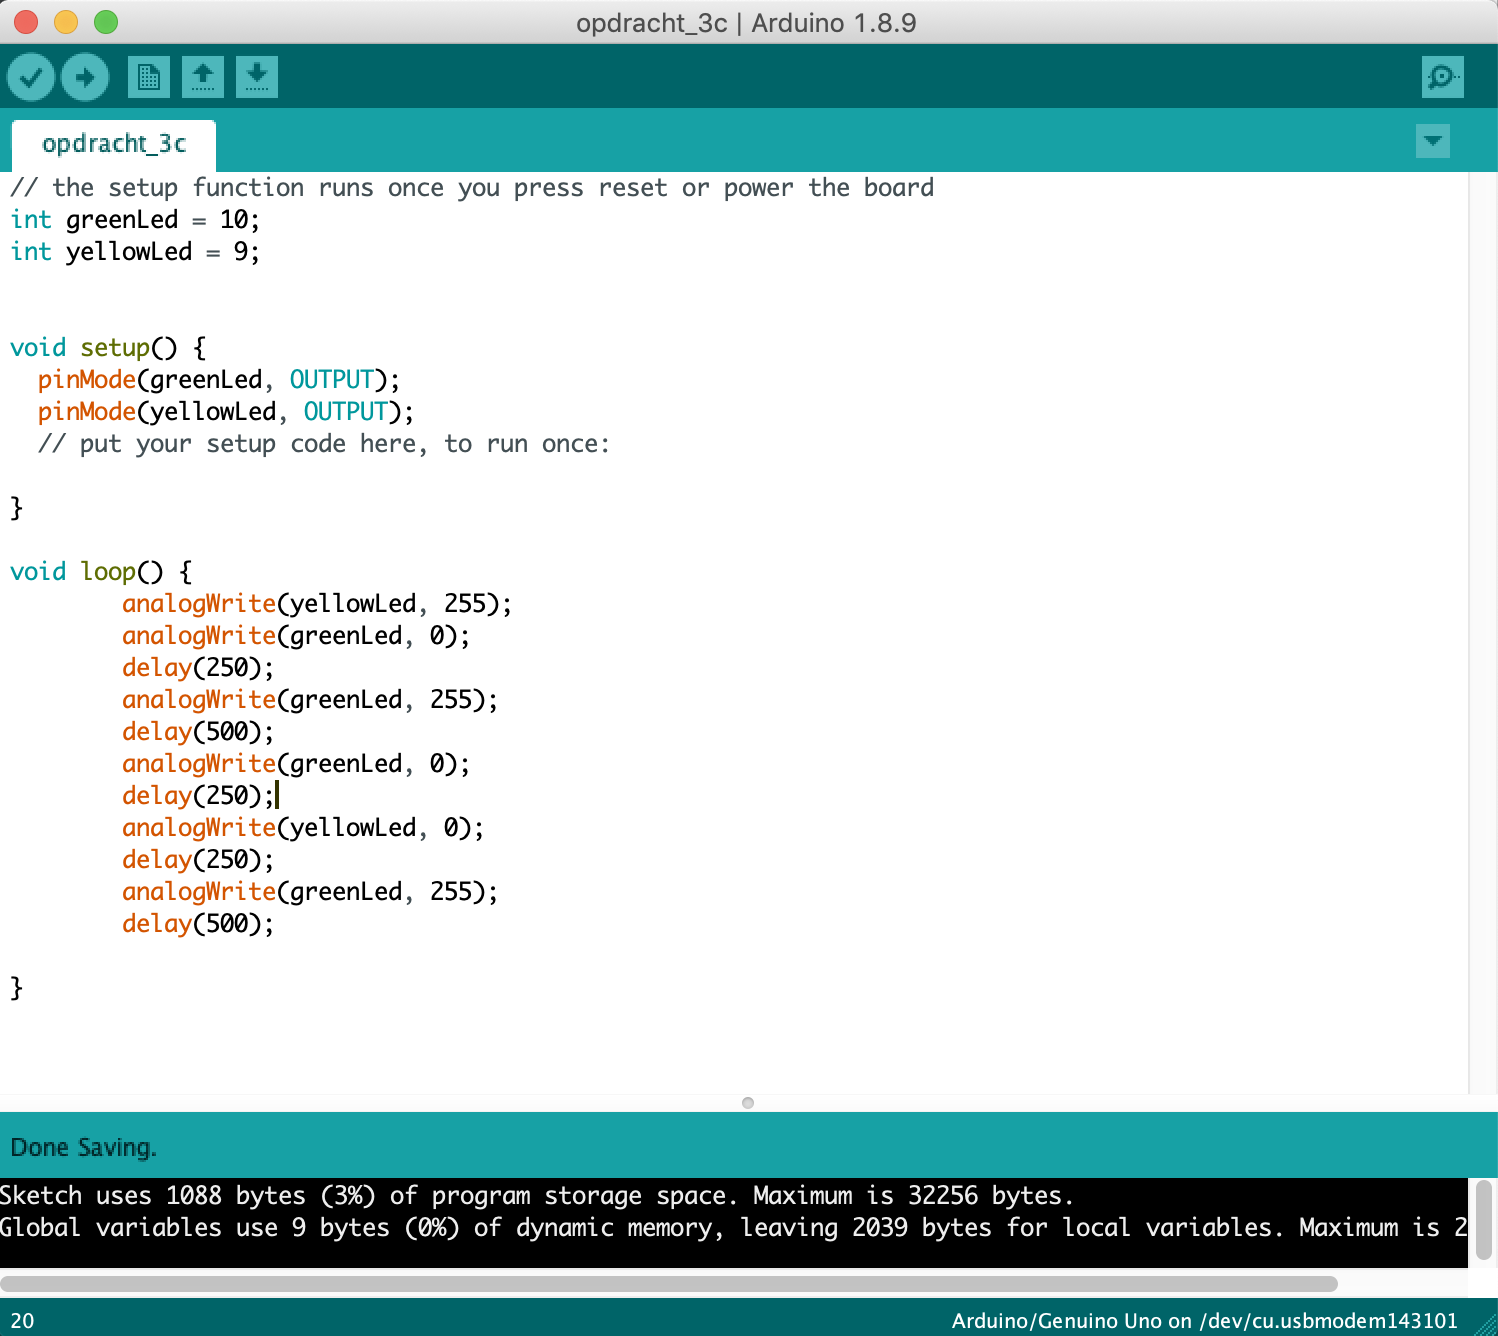 opdracht_3c | Arduino 1.8.9
opdracht_3c
// the setup function runs once you press reset or power the board
int greenLed = 10;
int yellowLed = 9;
void setup() {
  pinMode(greenLed, OUTPUT);
  pinMode(yellowLed, OUTPUT);
  // put your setup code here, to run once:
}
void loop() {
        analogWrite(yellowLed, 255);
        analogWrite(greenLed, 0);
        delay(250);
        analogWrite(greenLed, 255);
        delay(500);
        analogWrite(greenLed, 0);
        delay(250);
        analogWrite(yellowLed, 0);
        delay(250);
        analogWrite(greenLed, 255);
        delay(500);
}
Done Saving.
Sketch uses 1088 bytes (3%) of program storage space. Maximum is 32256 bytes.
Global variables use 9 bytes (0%) of dynamic memory, leaving 2039 bytes for local variables. Maximum is 2
20
Arduino/Genuino Uno on /dev/cu.usbmodem143101